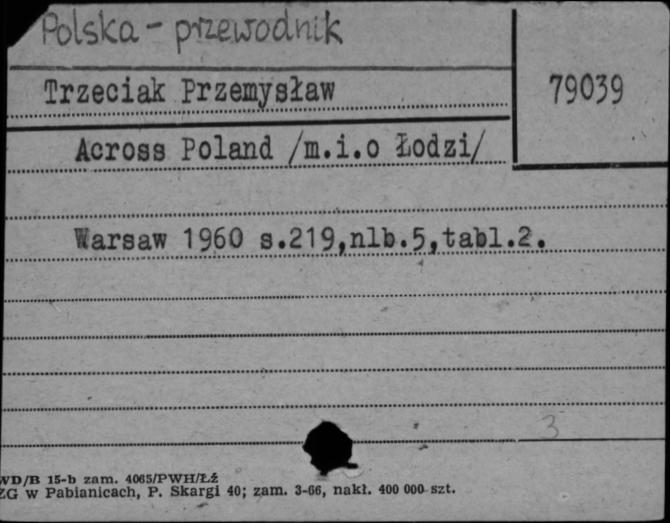 Polska - przewodnik
Trzeciak Przemysław
79039
Across Poland /m.i.o Łodzi/
Warsaw 1960 s.219,nlb.5,tabl.2.
3
WD/B 15-b zam. 4065/PWH/Łź
ZG w Pabianicach, P. Skargi 40; zam. 3-66, nakł. 400 000 szt.